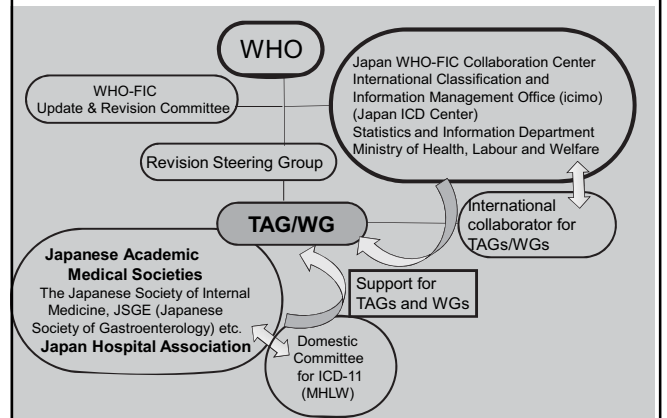 WHO
WHO-FIC
Update & Revision Committee
Japan WHO-FIC Collaboration Center
International Classification and
Information Management Office (icimo)
(Japan ICD Center)
Statistics and Information Department
Ministry of Health, Labour and Welfare
Revision Steering Group
TAG/WG
International
collaborator for
TAGs/WGs
Japanese Academic
Medical Societies
The Japanese Society of Internal
Medicine, JSGE (Japanese
Society of Gastroenterology) etc.
Japan Hospital Association
Support for
TAGs and WGs
Domestic
Committee
for ICD-11
(MHLW)